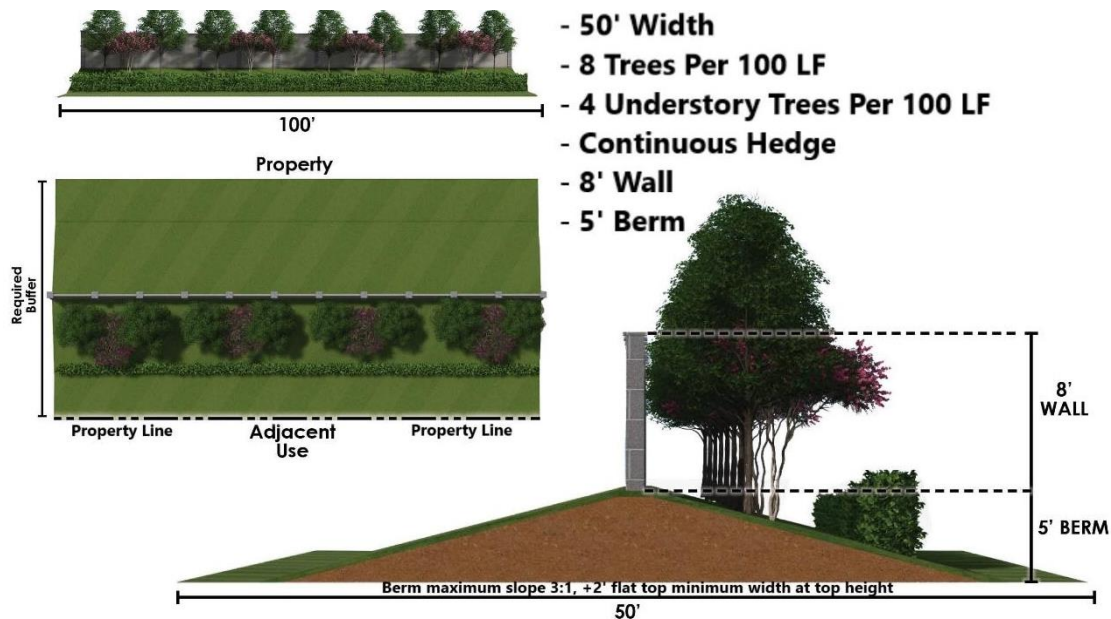 - 50' Width
- 8 Trees Per 100 LF
- 4 Understory Trees Per 100 LF
- Continuous Hedge
- 8' Wall
- 5' Berm
100'
Property
Required
Buffer
Property Line
Adjacent
Use
Property Line
8'
WALL
5' BERM
Berm maximum slope 3:1, +2' flat top minimum width at top height
50'